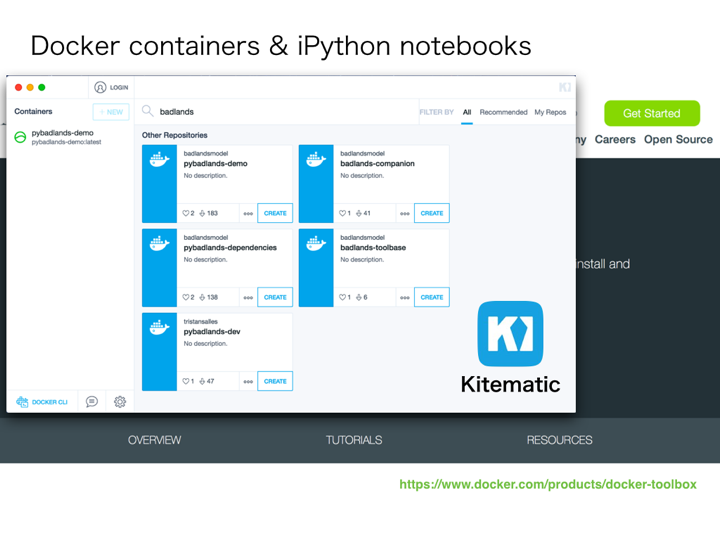 Docker containers & iPython notebooks
LOGIN
Containers
+ NEW
badlands
FILTER BY All Recommended My Repos
Get Started
Careers Open Source
pybadlands-demo
pybadlands-demo:latest
Other Repositories
badlandsmodel
pybadlands-demo
No description.
2 183 CREATE
badlandsmodel
badlands-companion
No description.
1 41 CREATE
badlandsmodel
pybadlands-dependencies
No description.
2 138 CREATE
badlandsmodel
badlands-toolbase
No description.
1 6 CREATE
install and
tristansalles
pybadlands-dev
No description.
1 47 CREATE
Kitematic
DOCKER CLI
OVERVIEW TUTORIALS RESOURCES
https://www.docker.com/products/docker-toolbox